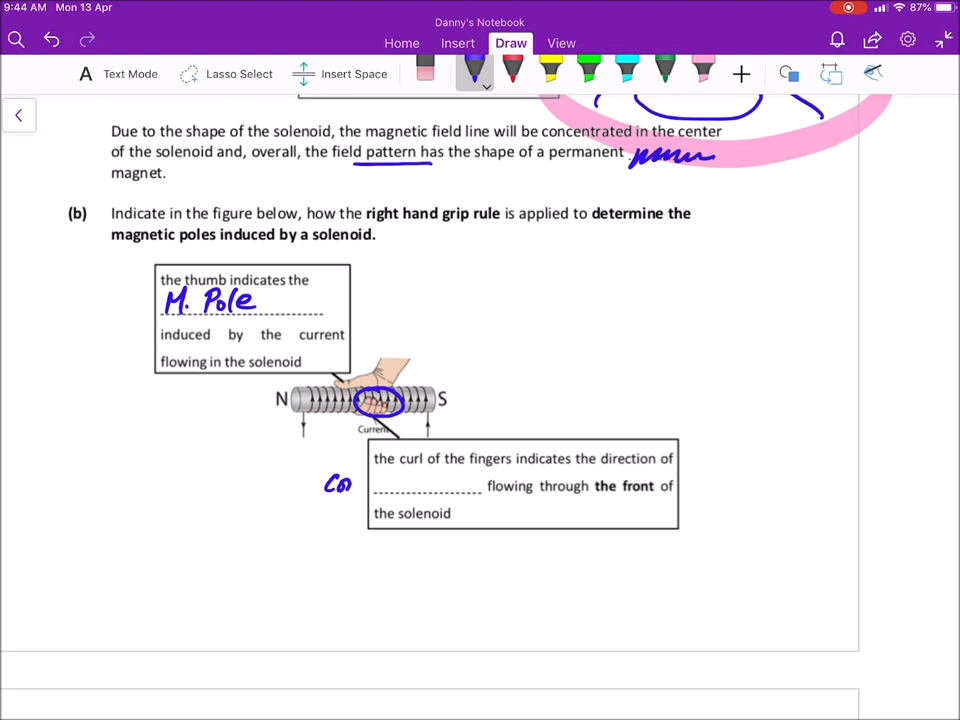 9:44 AM Mon 13 Apr
87%
Danny's Notebook
Home Insert Draw View
A Text Mode Lasso Select Insert Space
Due to the shape of the solenoid, the magnetic field line will be concentrated in the center
of the solenoid and, overall, the field pattern has the shape of a permanent
magnet.
(b) Indicate in the figure below, how the right hand grip rule is applied to determine the
magnetic poles induced by a solenoid.
the thumb indicates the
M. Pole
induced by the current
flowing in the solenoid
N S
Current
the curl of the fingers indicates the direction of
flowing through the front of
the solenoid